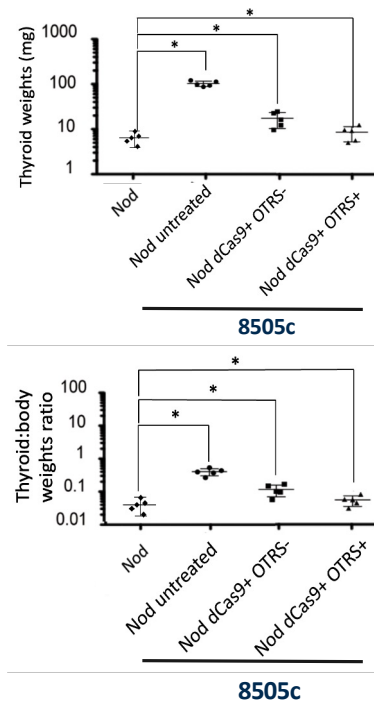 Thyroid weights (mg)
1000
100
10
1
*
*
*
Nod
Nod untreated
Nod dCas9+ OTRS-
Nod dCas9+ OTRS+
8505c
Thyroid:body
weights ratio
100
10
1
0.1
0.01
*
*
*
Nod
Nod untreated
Nod dCas9+ OTRS-
Nod dCas9+ OTRS+
8505c